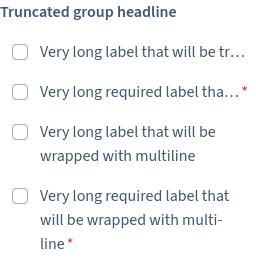 Truncated group headline
Very long label that will be tr…
Very long required label tha… *
Very long label that will be
wrapped with multiline
Very long required label that
will be wrapped with multi-
line *